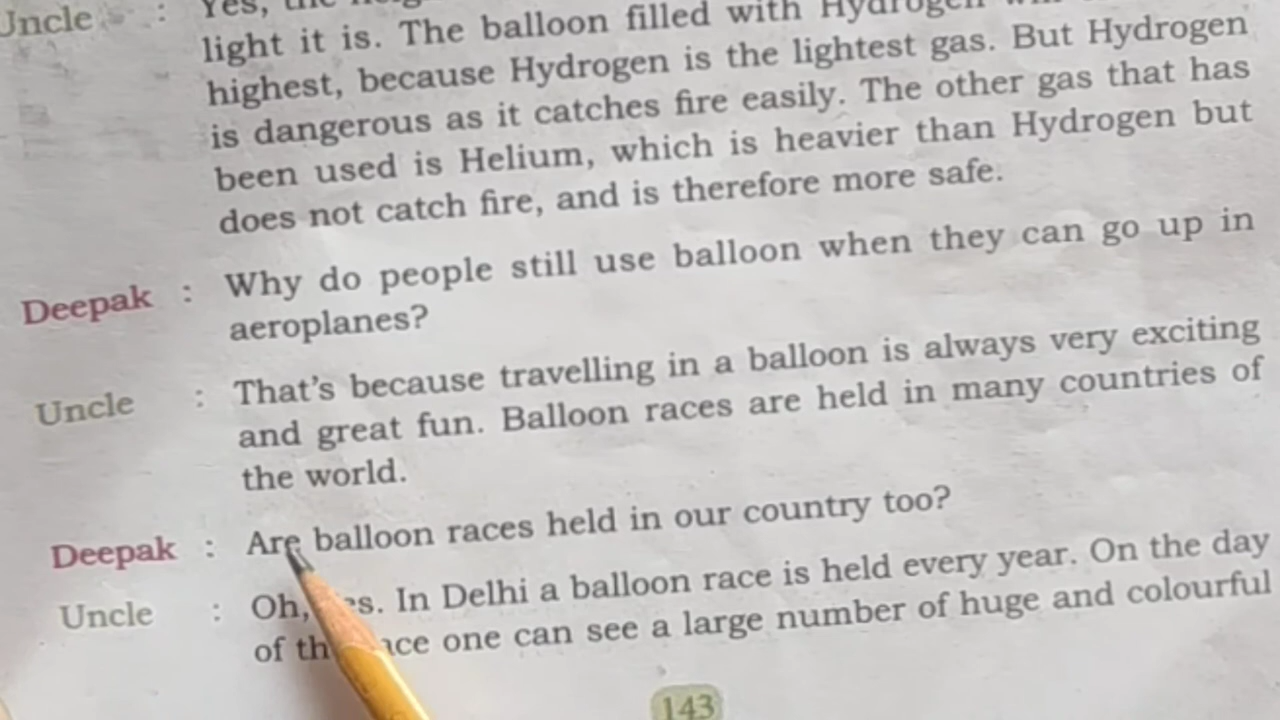 Uncle : Yes, the
light it is. The balloon filled with Hydrogen
highest, because Hydrogen is the lightest gas. But Hydrogen
is dangerous as it catches fire easily. The other gas that has
been used is Helium, which is heavier than Hydrogen but
does not catch fire, and is therefore more safe.
Deepak : Why do people still use balloon when they can go up in
aeroplanes?
Uncle : That's because travelling in a balloon is always very exciting
and great fun. Balloon races are held in many countries of
the world.
Deepak : Are balloon races held in our country too?
Uncle : Oh, In Delhi a balloon race is held every year. On the day
of one can see a large number of huge and colourful
143